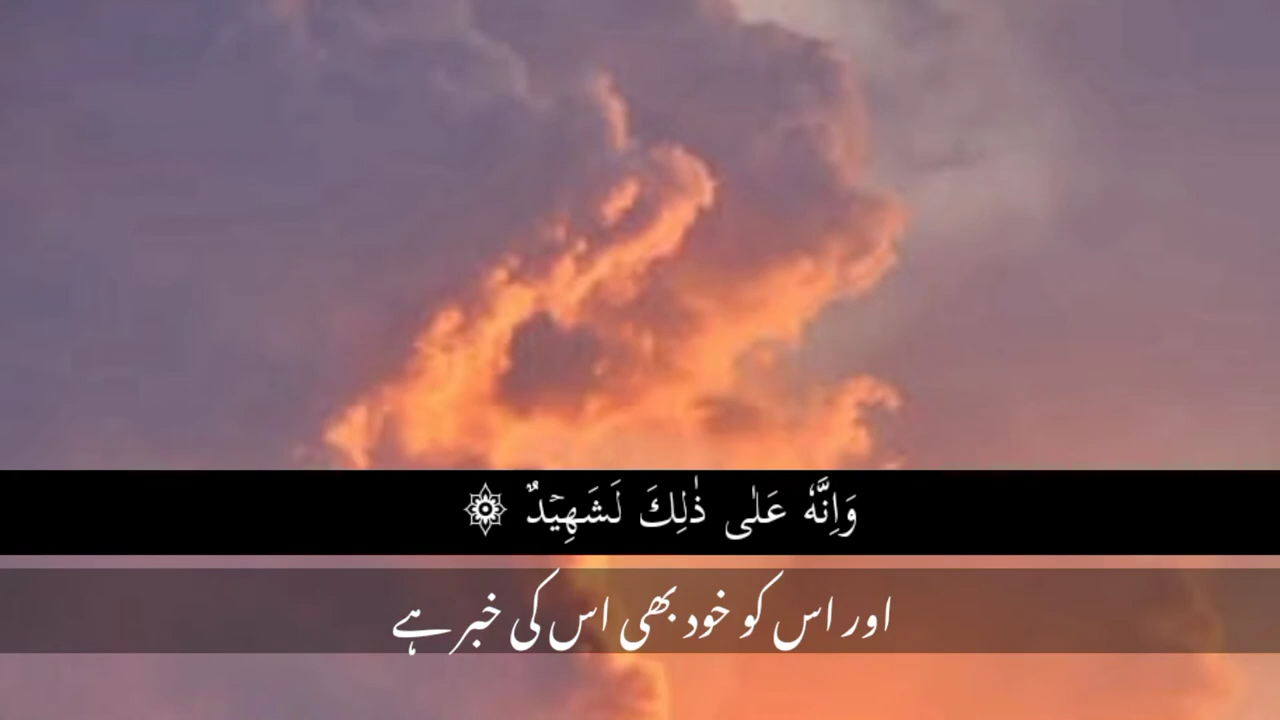 وَاِنَّهٗ عَلٰى ذٰلِكَ لَشَهِيۡدٌ ۞
اور اس کو خود بھی اس کی خبر ہے